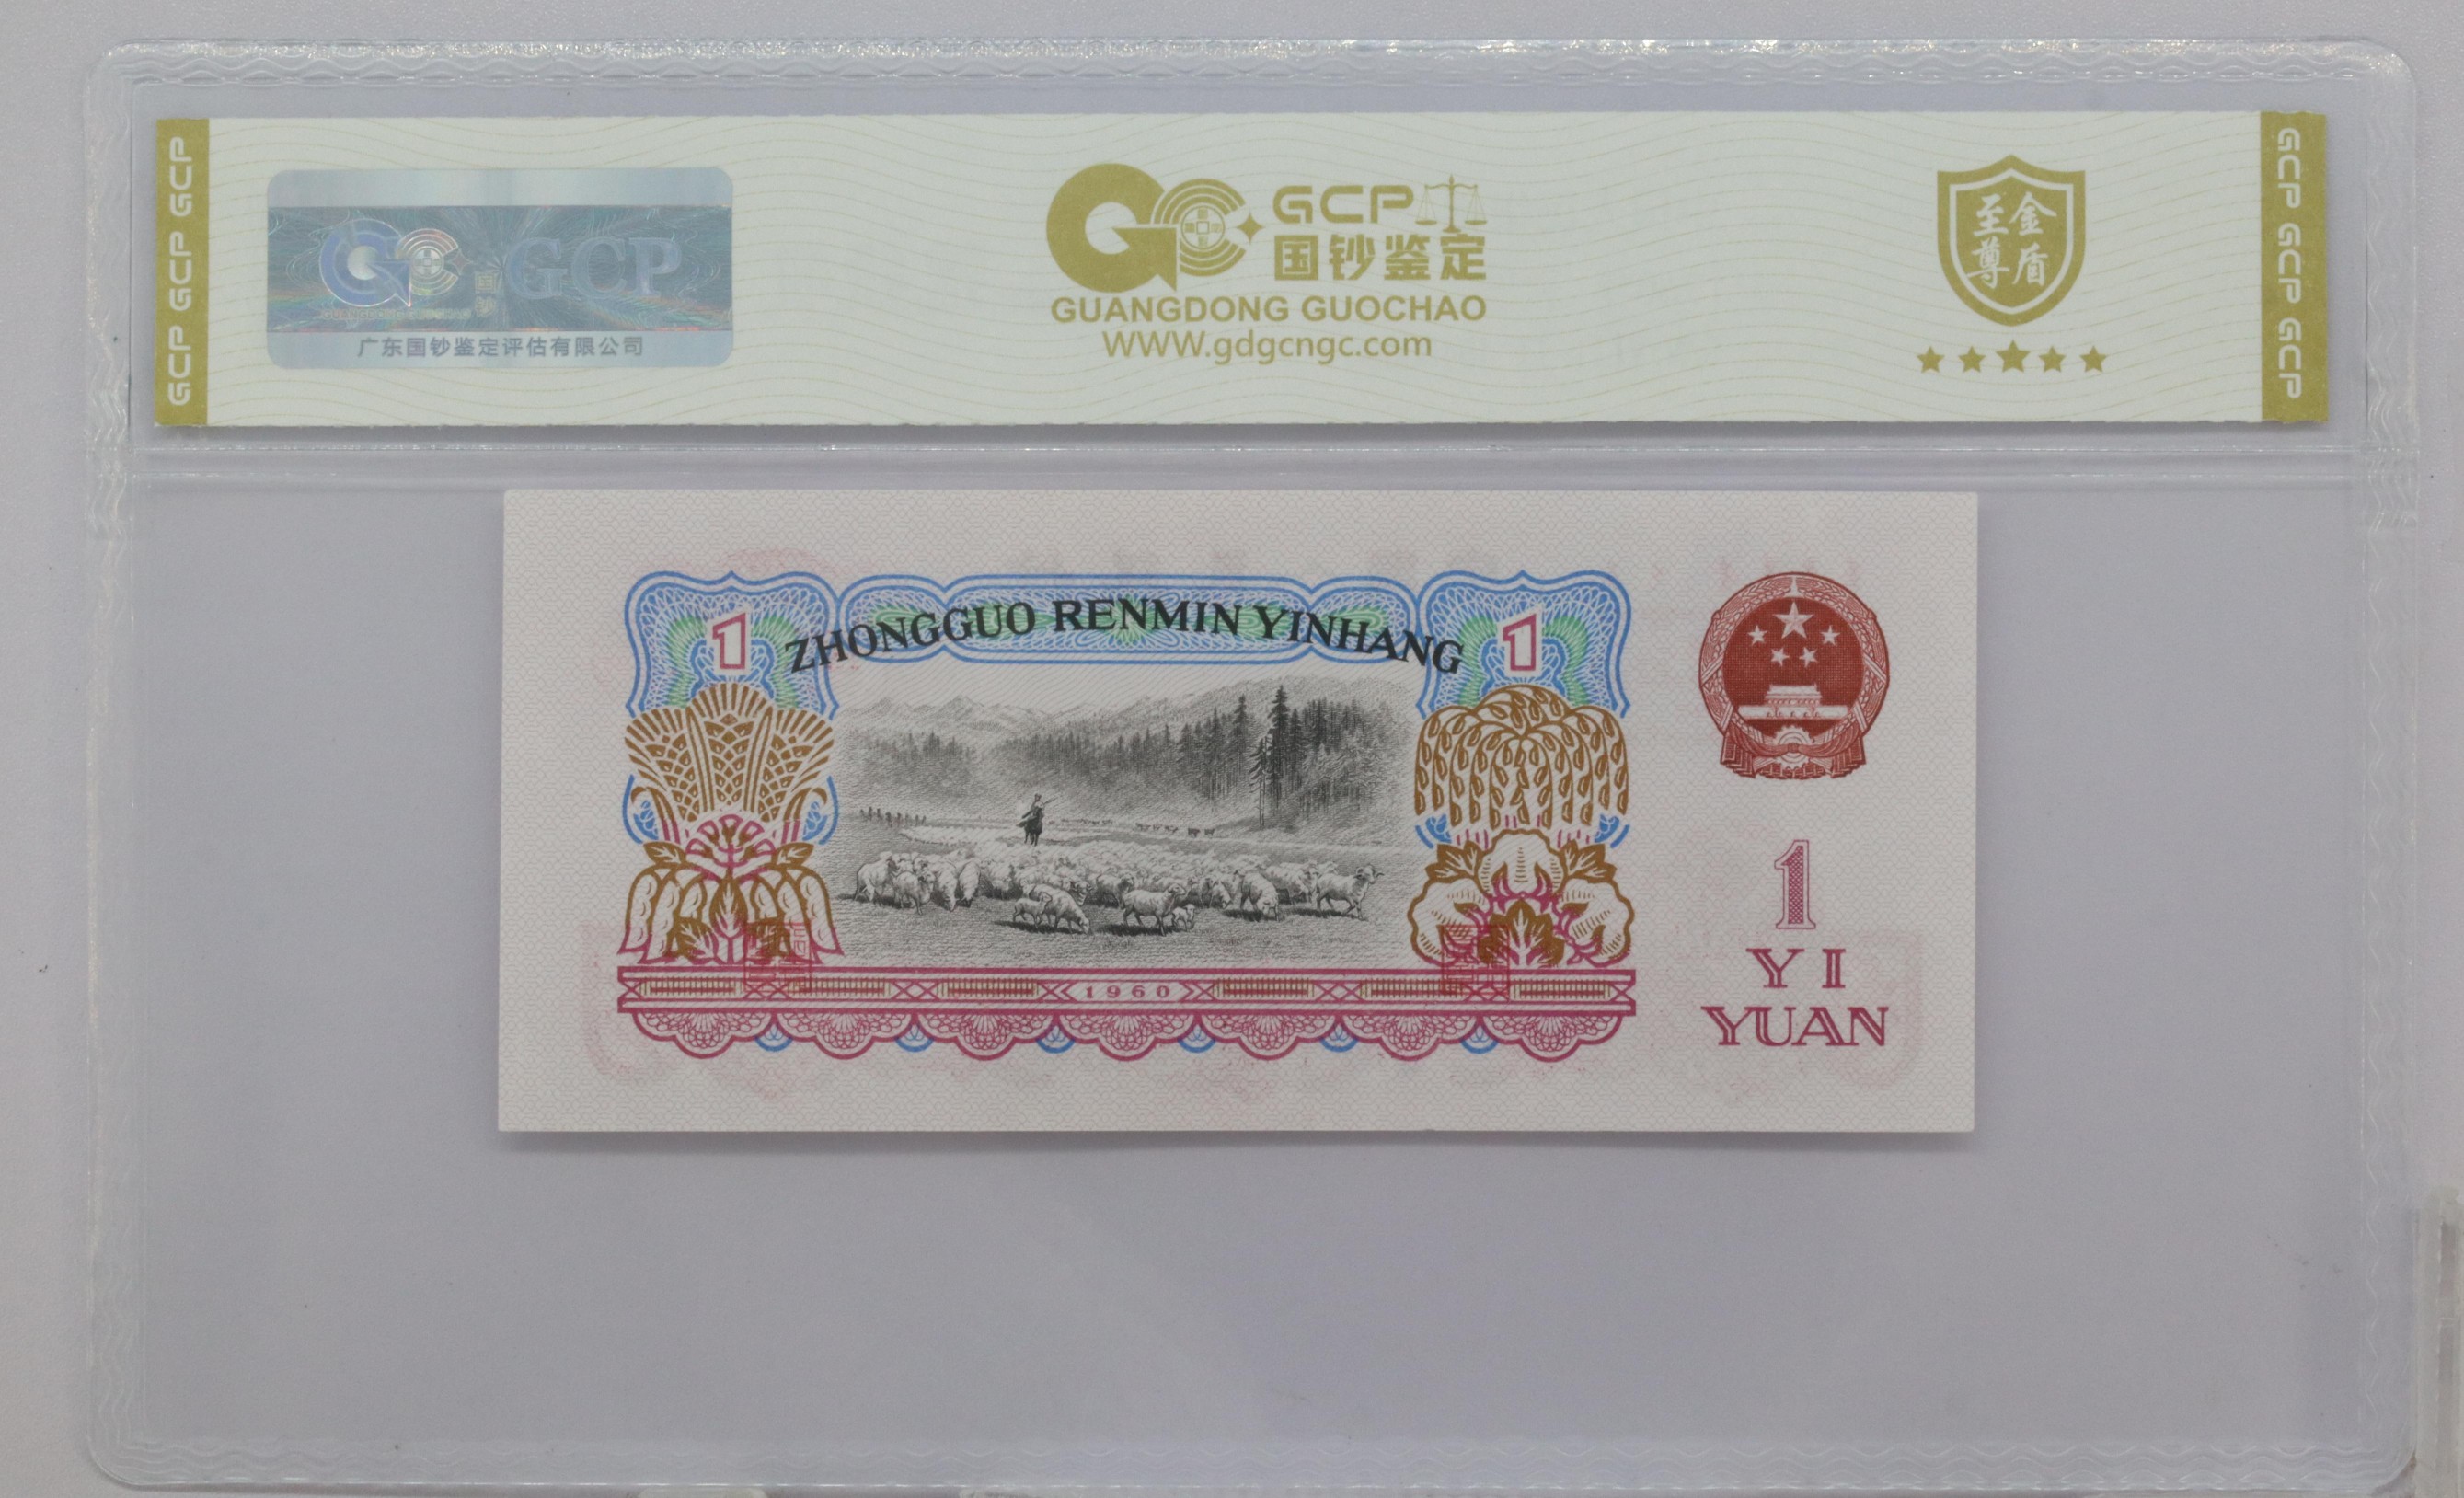 GCP GCP GCP
GCP
GUANGDONG GUOCHAO
广东国钞鉴定评估有限公司
GCP
国钞鉴定
GUANGDONG GUOCHAO
WWW.gdgcngc.com
至尊金盾
GCP GCP GCP
1
ZHONGGUO RENMIN YINHANG
1
1960
1
YI
YUAN